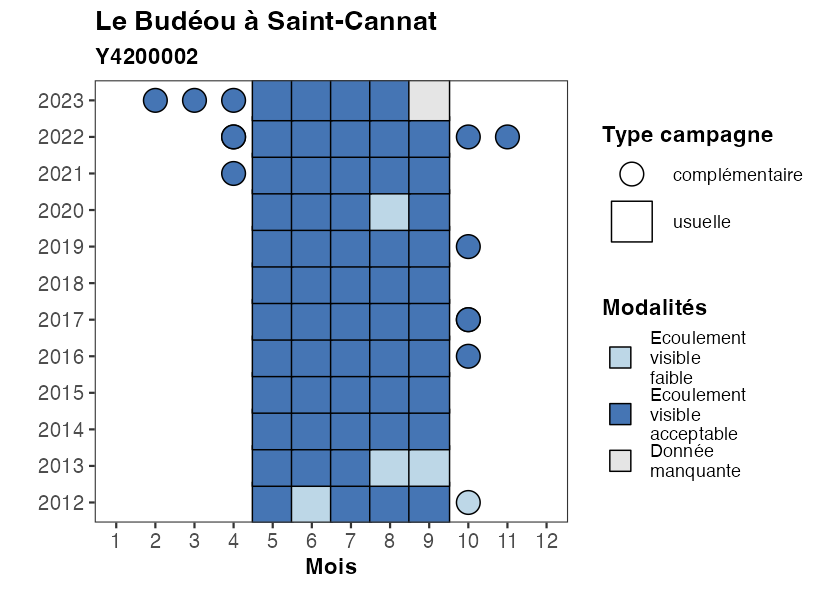 Le Budéou à Saint-Cannat
Y4200002
2023
2022
2021
2020
2019
2018
2017
2016
2015
2014
2013
2012
1 2 3 4 5 6 7 8 9 10 11 12
Mois
Type campagne
complémentaire
usuelle
Modalités
Ecoulement
visible
faible
Ecoulement
visible
acceptable
Donnée
manquante